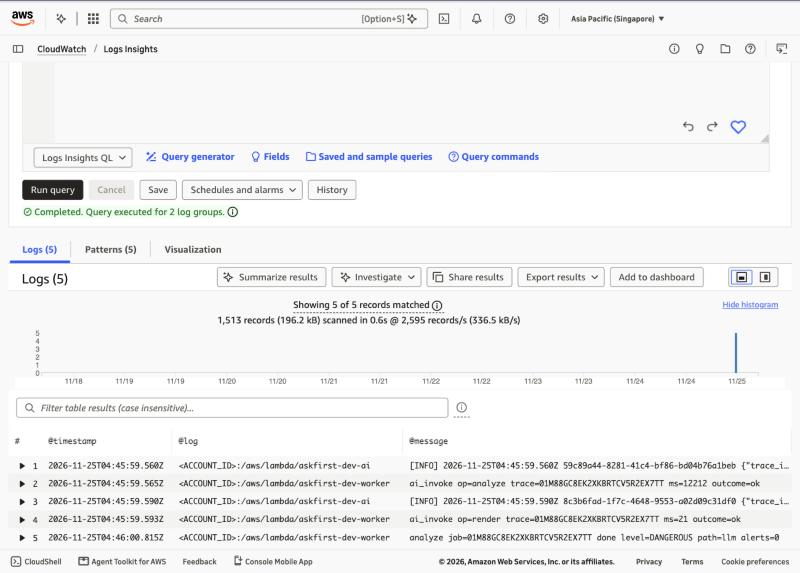 aws
Search
[Option+S]
Asia Pacific (Singapore) ▼
CloudWatch / Logs Insights
Logs Insights QL
Query generator
Fields
Saved and sample queries
Query commands
Run query
Cancel
Save
Schedules and alarms
History
Completed. Query executed for 2 log groups.
Logs (5)
Patterns (5)
Visualization
Logs (5)
Summarize results
Investigate
Share results
Export results
Add to dashboard
Showing 5 of 5 records matched
Hide histogram
1,513 records (196.2 kB) scanned in 0.6s @ 2,595 records/s (336.5 kB/s)
5
4
3
2
1
0
11/18 11/19 11/19 11/20 11/20 11/21 11/21 11/22 11/22 11/23 11/23 11/24 11/24 11/25
Filter table results (case insensitive)...
# @timestamp @log @message
1 2026-11-25T04:45:59.560Z <ACCOUNT_ID>:/aws/lambda/askfirst-dev-ai [INFO] 2026-11-25T04:45:59.560Z 59c89a44-8281-41c4-bf86-bd04b76a1beb {"trace_i...
2 2026-11-25T04:45:59.565Z <ACCOUNT_ID>:/aws/lambda/askfirst-dev-worker ai_invoke op=analyze trace=01M88GC8EK2XKBRTCV5R2EX7TT ms=12212 outcome=ok
3 2026-11-25T04:45:59.590Z <ACCOUNT_ID>:/aws/lambda/askfirst-dev-ai [INFO] 2026-11-25T04:45:59.590Z 8c3b6fad-1f7c-4648-9553-a02d09c31df0 {"trace_i...
4 2026-11-25T04:45:59.593Z <ACCOUNT_ID>:/aws/lambda/askfirst-dev-worker ai_invoke op=render trace=01M88GC8EK2XKBRTCV5R2EX7TT ms=21 outcome=ok
5 2026-11-25T04:46:00.815Z <ACCOUNT_ID>:/aws/lambda/askfirst-dev-worker analyze job=01M88GC8EK2XKBRTCV5R2EX7TT done level=DANGEROUS path=llm alerts=0
CloudShell
Agent Toolkit for AWS
Feedback
Console Mobile App
© 2026, Amazon Web Services, Inc. or its affiliates.
Privacy
Terms
Cookie preferences